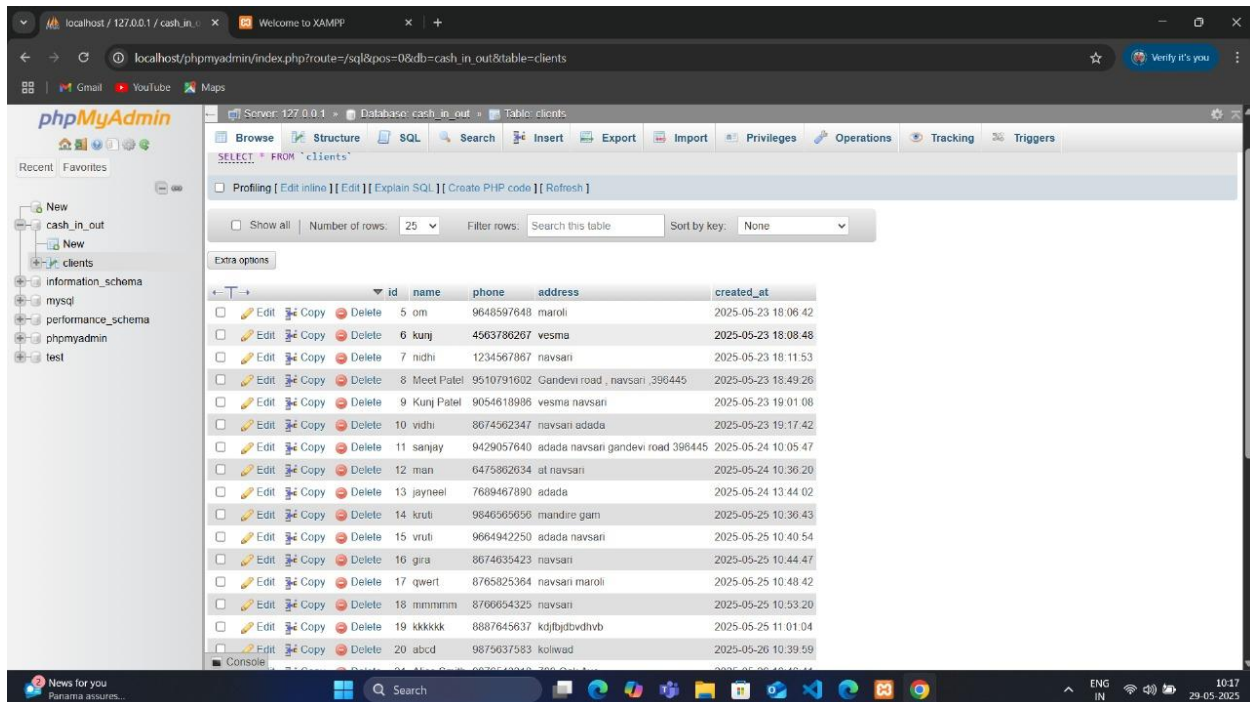 localhost / 127.0.0.1 / cash_in_o
Welcome to XAMPP
localhost/phpmyadmin/index.php?route=/sql&pos=0&db=cash_in_out&table=clients
Verify it's you
Gmail YouTube Maps
phpMyAdmin
Recent Favorites
New
cash_in_out
New
clients
information_schema
mysql
performance_schema
phpmyadmin
test
Server: 127.0.0.1 » Database: cash_in_out » Table: clients
Browse Structure SQL Search Insert Export Import Privileges Operations Tracking Triggers
SELECT * FROM `clients`
Profiling [ Edit inline ] [ Edit ] [ Explain SQL ] [ Create PHP code ] [ Refresh ]
Show all Number of rows: 25 Filter rows: Search this table Sort by key: None
Extra options
id name phone address created_at
Edit Copy Delete 5 om 9648597648 maroli 2025-05-23 18:06:42
Edit Copy Delete 6 kunj 4563786267 vesma 2025-05-23 18:08:48
Edit Copy Delete 7 nidhi 1234567867 navsari 2025-05-23 18:11:53
Edit Copy Delete 8 Meet Patel 9510791602 Gandevi road , navsari ,396445 2025-05-23 18:49:26
Edit Copy Delete 9 Kunj Patel 9054618986 vesma navsari 2025-05-23 19:01:08
Edit Copy Delete 10 vidhi 8674562347 navsari adada 2025-05-23 19:17:42
Edit Copy Delete 11 sanjay 9429057640 adada navsari gandevi road 396445 2025-05-24 10:05:47
Edit Copy Delete 12 man 6475862634 at navsari 2025-05-24 10:36:20
Edit Copy Delete 13 jayneel 7689467890 adada 2025-05-24 13:44:02
Edit Copy Delete 14 kruti 9846565656 mandire gam 2025-05-25 10:36:43
Edit Copy Delete 15 vruti 9664942250 adada navsari 2025-05-25 10:40:54
Edit Copy Delete 16 gira 8674635423 navsari 2025-05-25 10:44:47
Edit Copy Delete 17 qwert 8765825364 navsari maroli 2025-05-25 10:48:42
Edit Copy Delete 18 mmmmm 8766654325 navsari 2025-05-25 10:53:20
Edit Copy Delete 19 kkkkkk 8887645637 kdjfbjdbvdhvb 2025-05-25 11:01:04
Edit Copy Delete 20 abcd 9875637583 koliwad 2025-05-26 10:39:59
Console
2
News for you
Panama assures...
Search
ENG
IN
10:17
29-05-2025